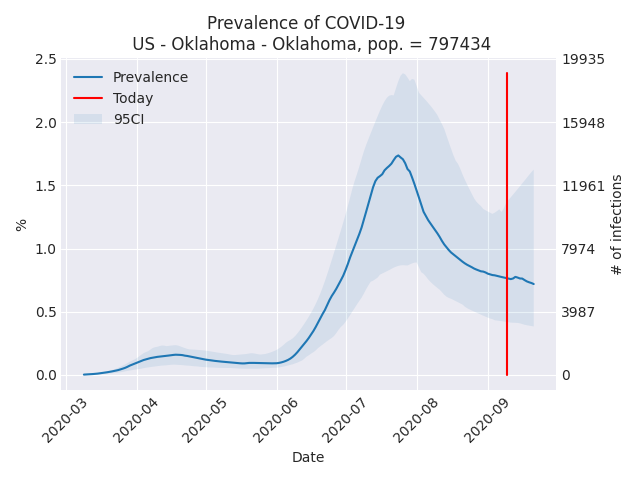 Prevalence of COVID-19
US - Oklahoma - Oklahoma, pop. = 797434
Prevalence
Today
95CI
2.5
2.0
1.5
1.0
0.5
0.0
%
19935
15948
11961
7974
3987
0
# of infections
2020-03
2020-04
2020-05
2020-06
2020-07
2020-08
2020-09
Date